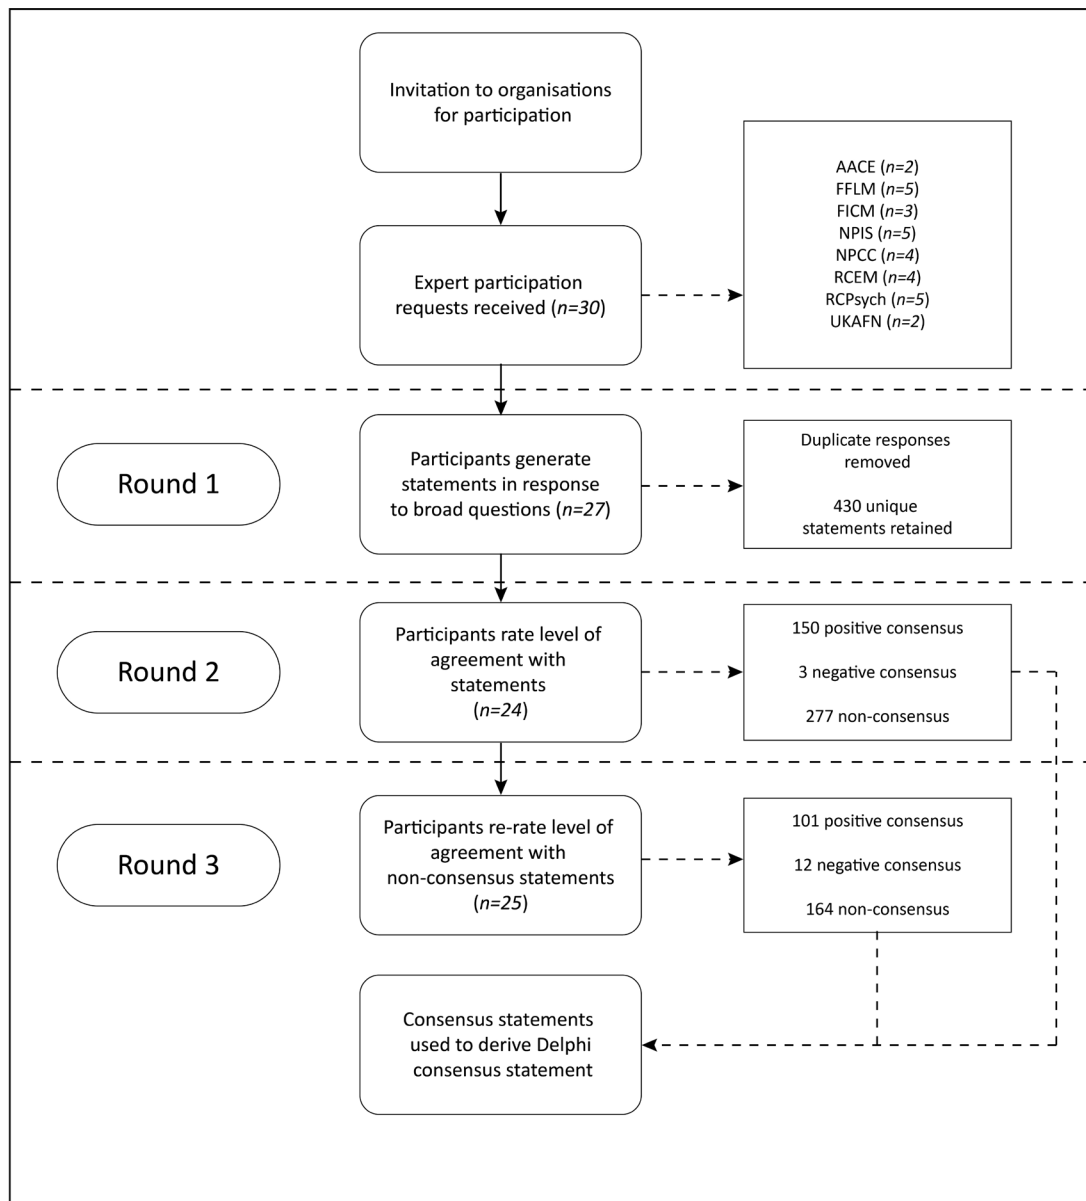 Invitation to organisations
for participation
Expert participation
requests received (n=30)
AACE (n=2)
FFLM (n=5)
FICM (n=3)
NPIS (n=5)
NPCC (n=4)
RCEM (n=4)
RCPsych (n=5)
UKAFN (n=2)
Round 1
Participants generate
statements in response
to broad questions (n=27)
Duplicate responses
removed
430 unique
statements retained
Round 2
Participants rate level of
agreement with
statements
(n=24)
150 positive consensus
3 negative consensus
277 non-consensus
Round 3
Participants re-rate level of
agreement with
non-consensus statements
(n=25)
101 positive consensus
12 negative consensus
164 non-consensus
Consensus statements
used to derive Delphi
consensus statement